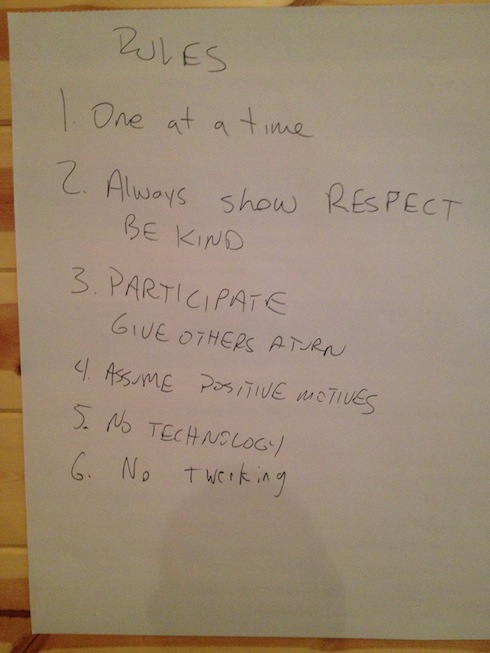 RULES
1. One at a time
2. Always show RESPECT
BE KIND
3. PARTICIPATE
GIVE OTHERS A TURN
4. ASSUME POSITIVE MOTIVES
5. NO TECHNOLOGY
6. No twerking